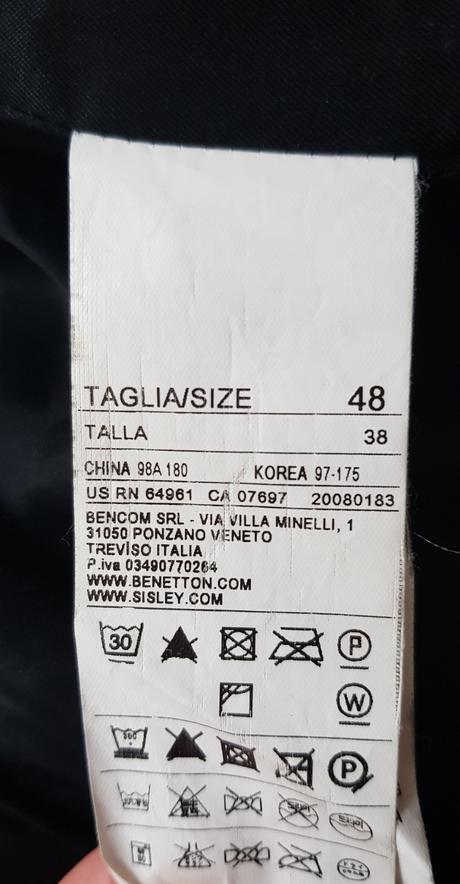 TAGLIA/SIZE 48
TALLA 38
CHINA 98A 180 KOREA 97-175
US RN 64961 CA 07697 20080183
BENCOM SRL - VIA VILLA MINELLI, 1
31050 PONZANO VENETO
TREVISO ITALIA
P.iva 03490770264
WWW.BENETTON.COM
WWW.SISLEY.COM
30 P
W
P